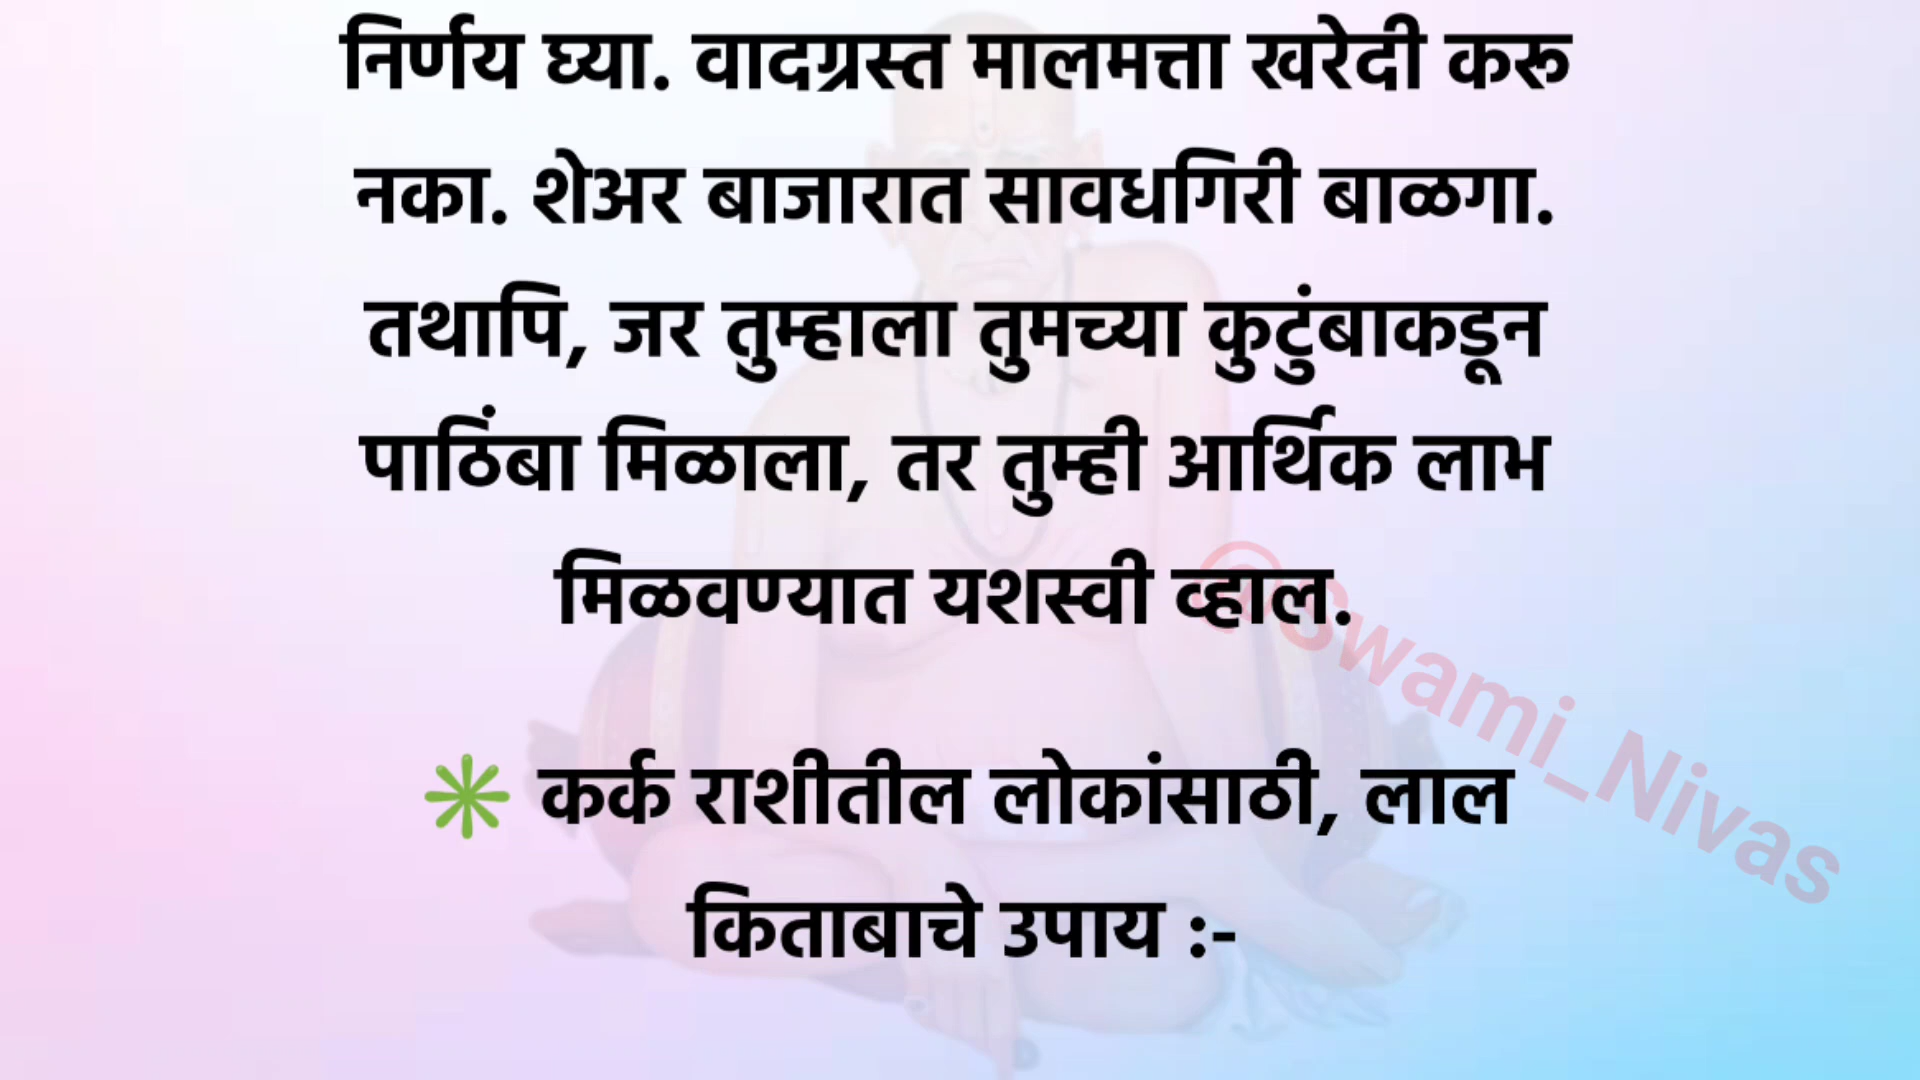 निर्णय घ्या. वादग्रस्त मालमत्ता खरेदी करू
नका. शेअर बाजारात सावधगिरी बाळगा.
तथापि, जर तुम्हाला तुमच्या कुटुंबाकडून
पाठिंबा मिळाला, तर तुम्ही आर्थिक लाभ
मिळवण्यात यशस्वी व्हाल.
@Swami_Nivas
✳ कर्क राशीतील लोकांसाठी, लाल
किताबाचे उपाय :-